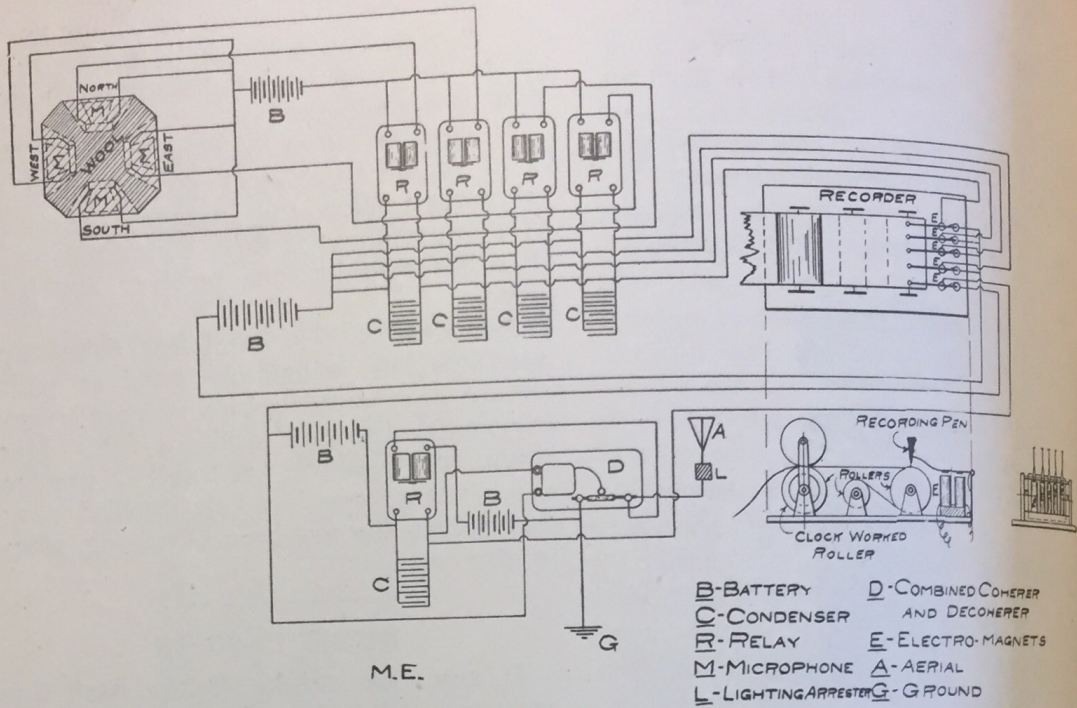 NORTH
M
B
WEST
M
WOOL
M
EAST
M
SOUTH
R
R
R
R
RECORDER
E
E
E
E
E
C
C
C
C
B
B
R
B
D
A
L
C
G
RECORDING PEN
ROLLERS
E
CLOCK WORKED
ROLLER
M.E.
B-BATTERY
C-CONDENSER
R-RELAY
M-MICROPHONE
L-LIGHTING ARRESTER
D-COMBINED COHERER
AND DECOHERER
E-ELECTRO-MAGNETS
A-AERIAL
G-GROUND